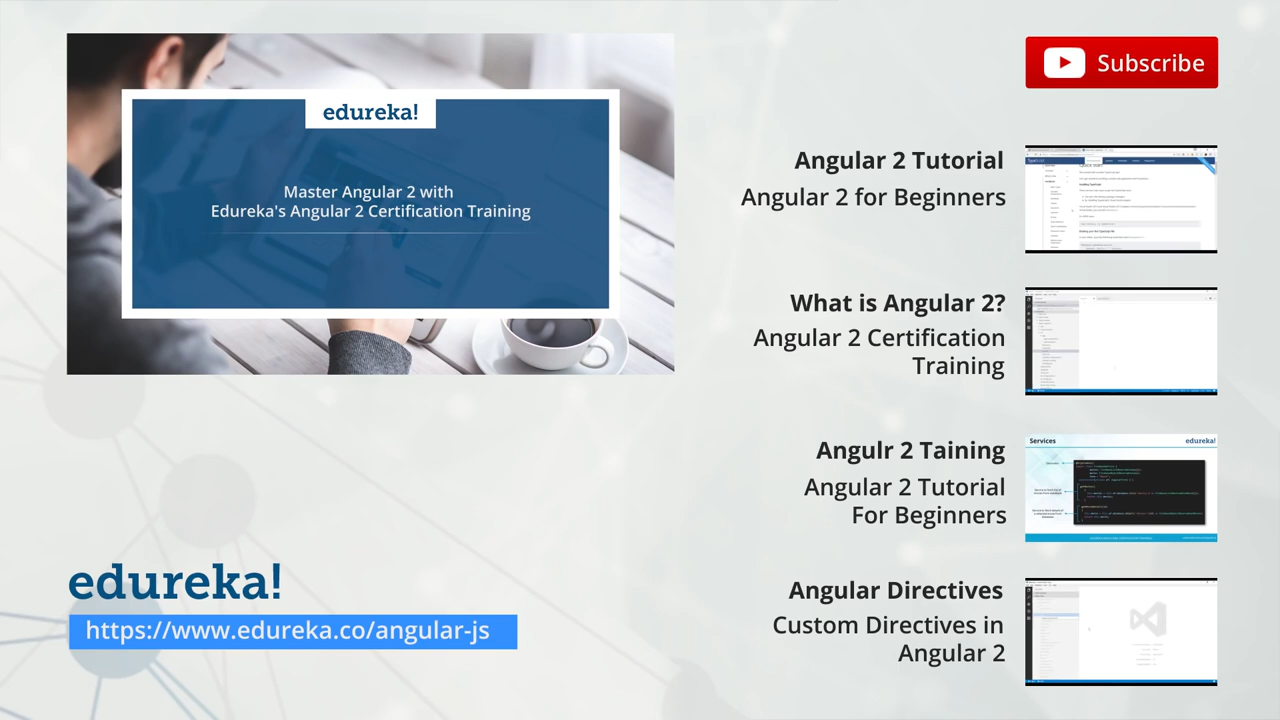 edureka!
Master Angular 2 with
Edureka's Angular 2 Certification Training
Subscribe
Angular 2 Tutorial
Angular 2 for Beginners
What is Angular 2?
Angular 2 Certification
Training
Angulr 2 Taining
Angular 2 Tutorial
For Beginners
Services
edureka!
Angular Directives
Custom Directives in
Angular 2
edureka!
https://www.edureka.co/angular-js